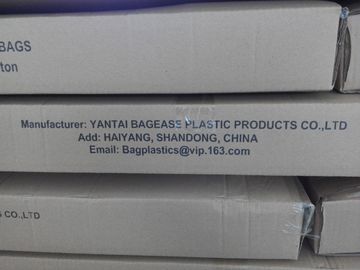 BAGS
ton
Manufacturer: YANTAI BAGEASE PLASTIC PRODUCTS CO.,LTD
Add: HAIYANG, SHANDONG, CHINA
Email: Bagplastics@vip.163.com
S CO.,LTD